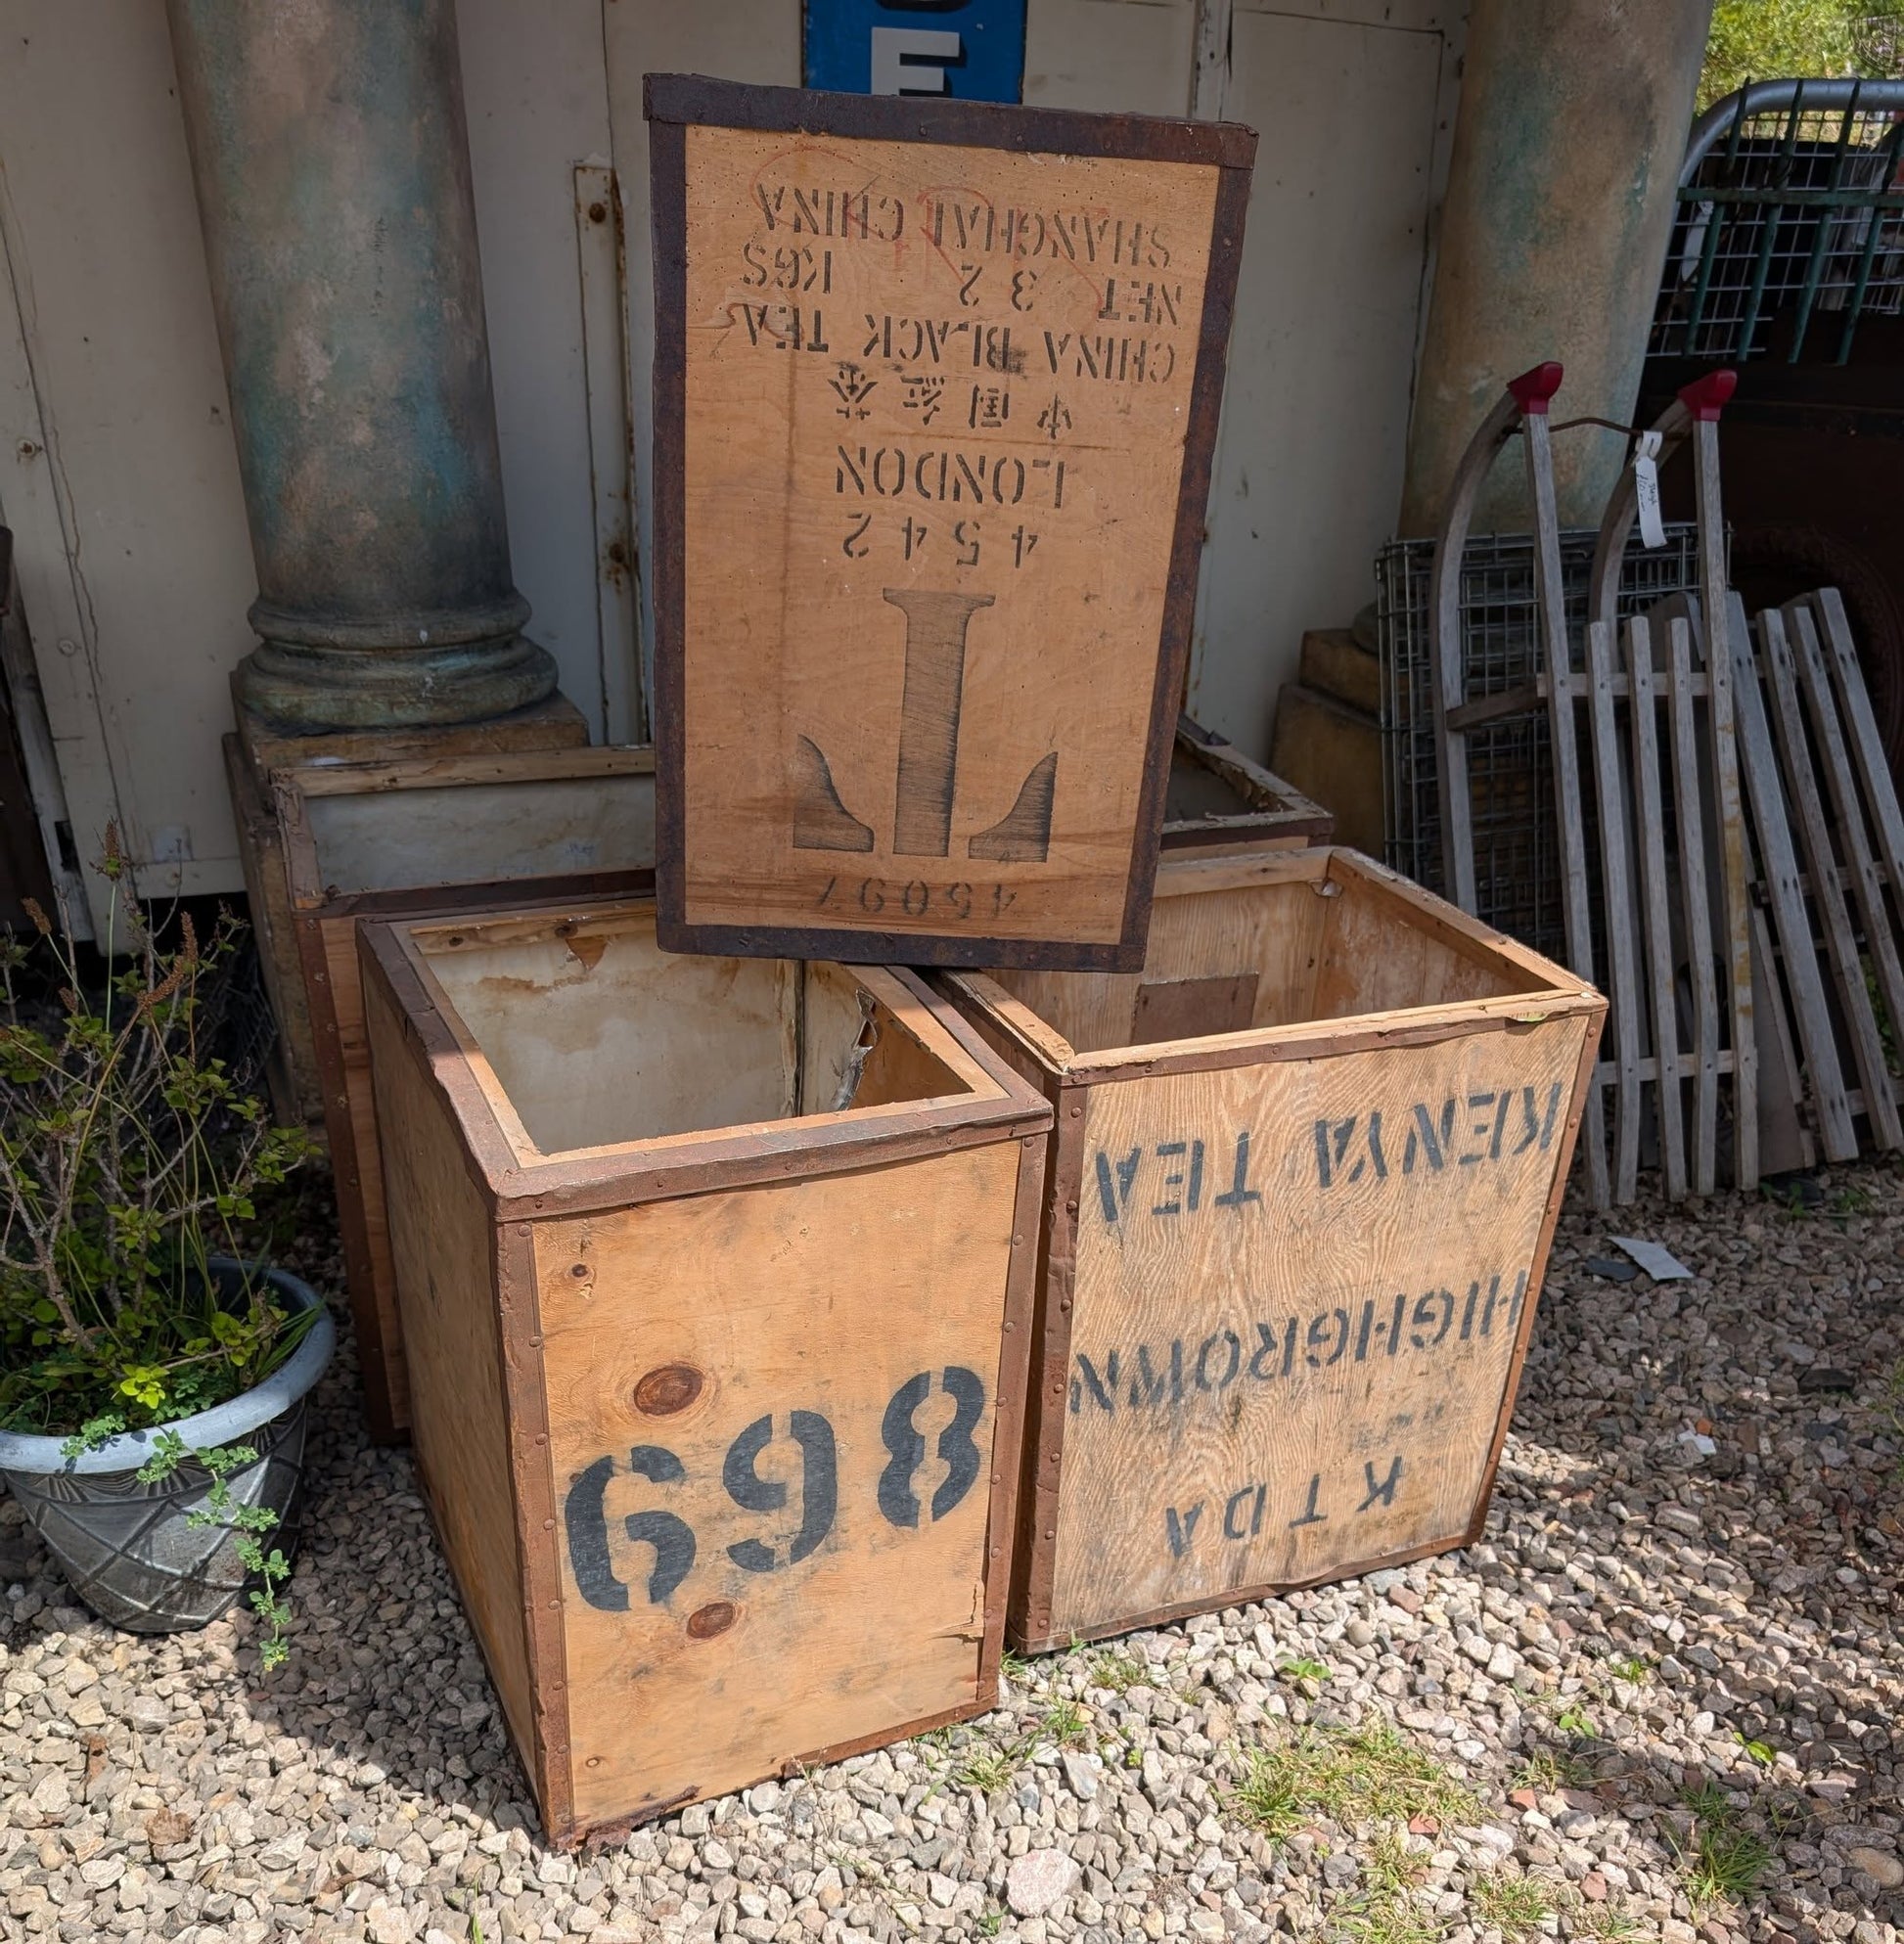 E
45097
T
4542
LONDON
中国红茶
CHINA BLACK TEA
NET 32 KGS
SHANGHAI CHINA
698
KTDA
HIGHGROWN
KENYA TEA